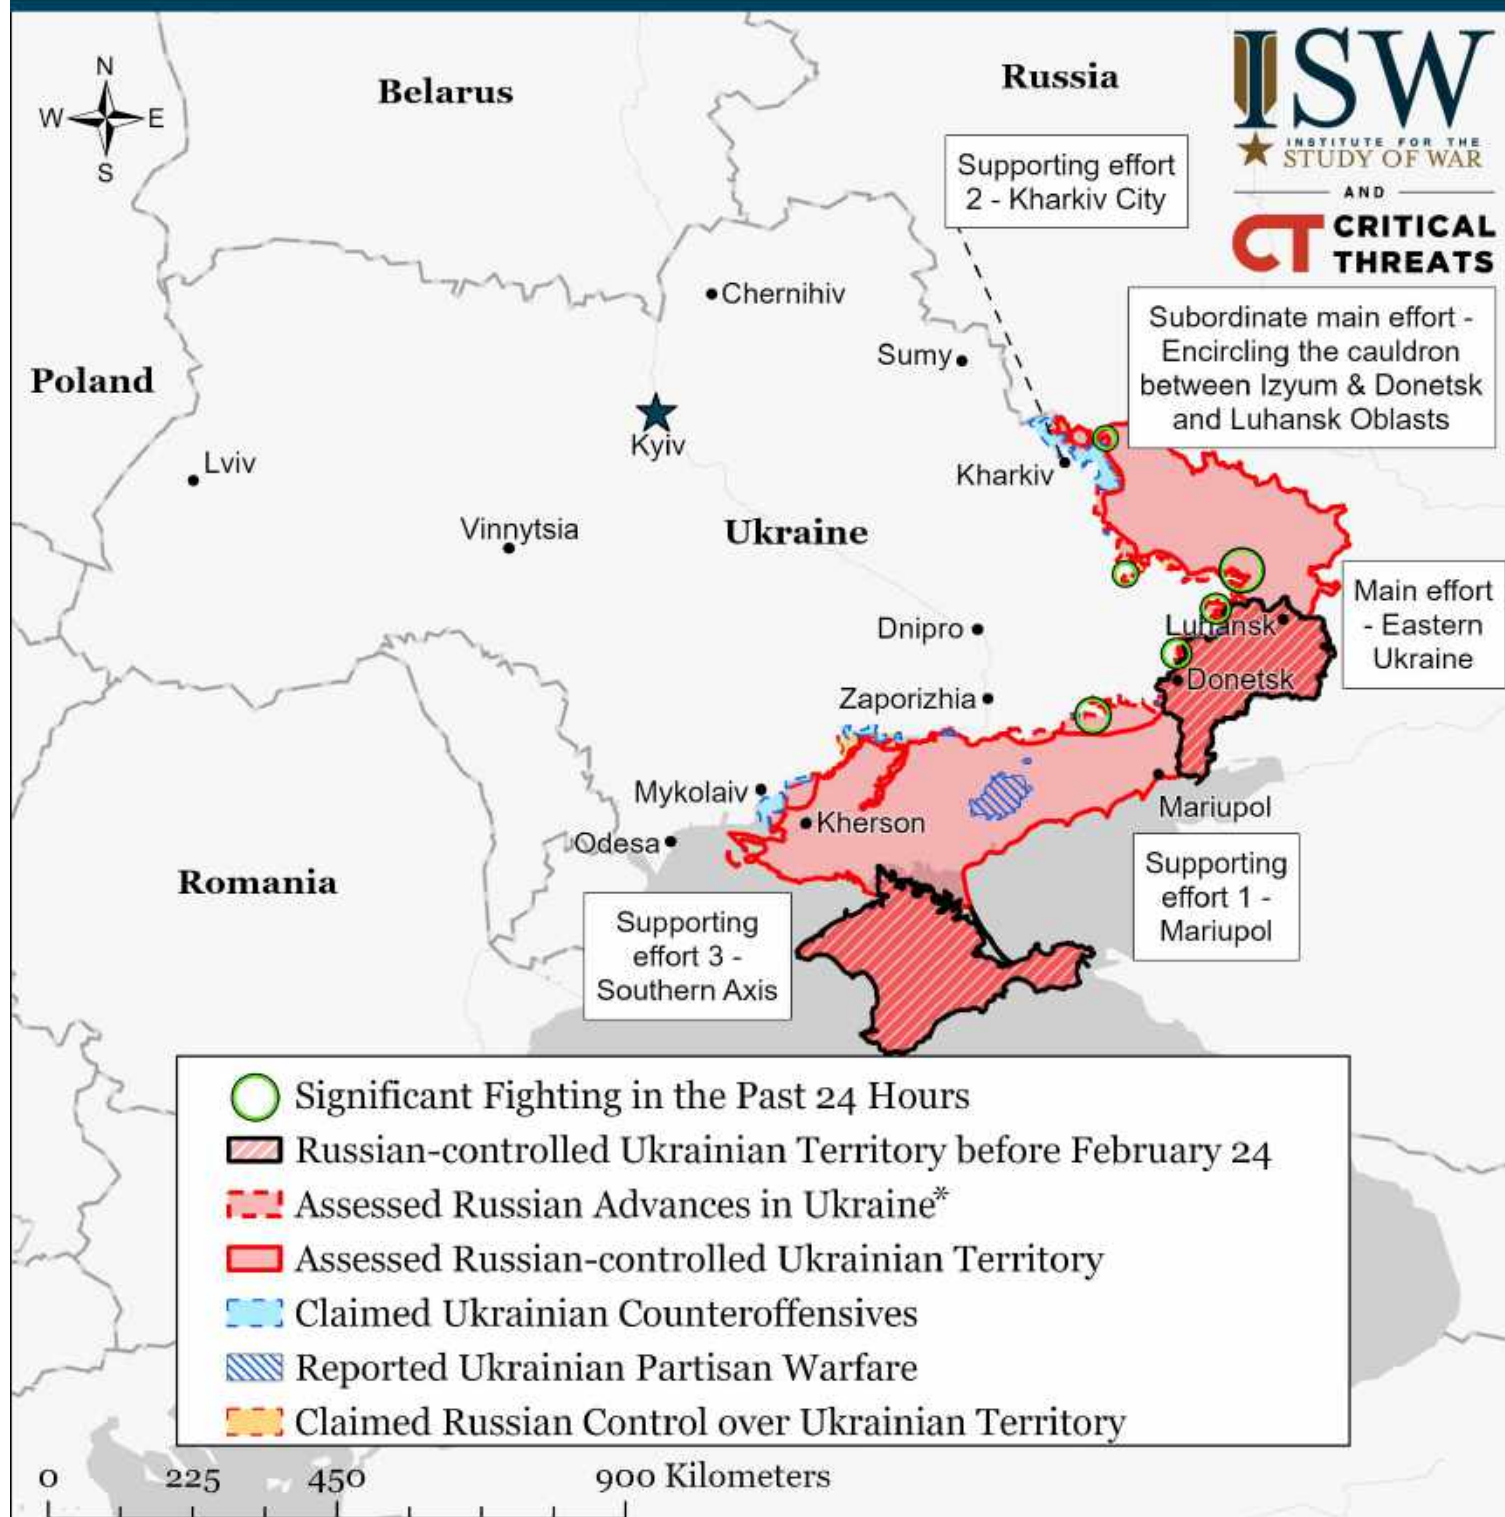 N
W E
S
Belarus
Russia
ISW
INSTITUTE FOR THE
STUDY OF WAR
AND
CT CRITICAL
THREATS
Supporting effort
2 - Kharkiv City
Chernihiv
Subordinate main effort -
Encircling the cauldron
between Izyum & Donetsk
and Luhansk Oblasts
Sumy
Poland
Kyiv
Lviv
Kharkiv
Vinnytsia
Ukraine
Main effort
- Eastern
Ukraine
Dnipro
Luhansk
Donetsk
Zaporizhia
Mykolaiv
Mariupol
Kherson
Odesa
Romania
Supporting
effort 1 -
Mariupol
Supporting
effort 3 -
Southern Axis
Significant Fighting in the Past 24 Hours
Russian-controlled Ukrainian Territory before February 24
Assessed Russian Advances in Ukraine*
Assessed Russian-controlled Ukrainian Territory
Claimed Ukrainian Counteroffensives
Reported Ukrainian Partisan Warfare
Claimed Russian Control over Ukrainian Territory
0 225 450 900 Kilometers